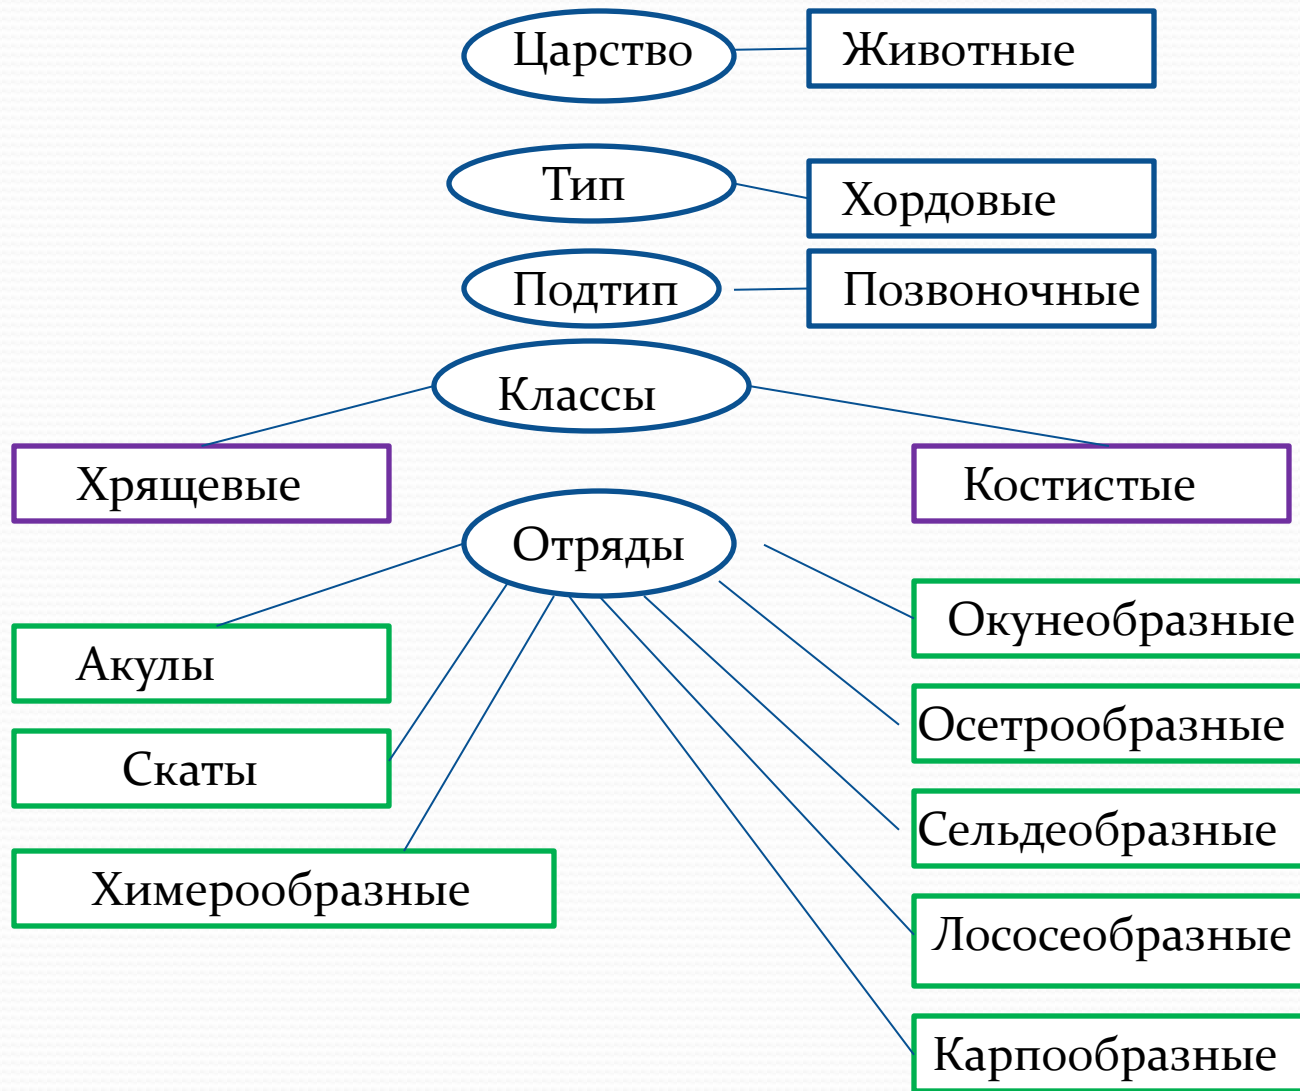 Царство
Животные
Тип
Хордовые
Подтип
Позвоночные
Классы
Хрящевые
Костистые
Отряды
Акулы
Скаты
Химерообразные
Окунеобразные
Осетрообразные
Сельдеобразные
Лососеобразные
Карпообразные